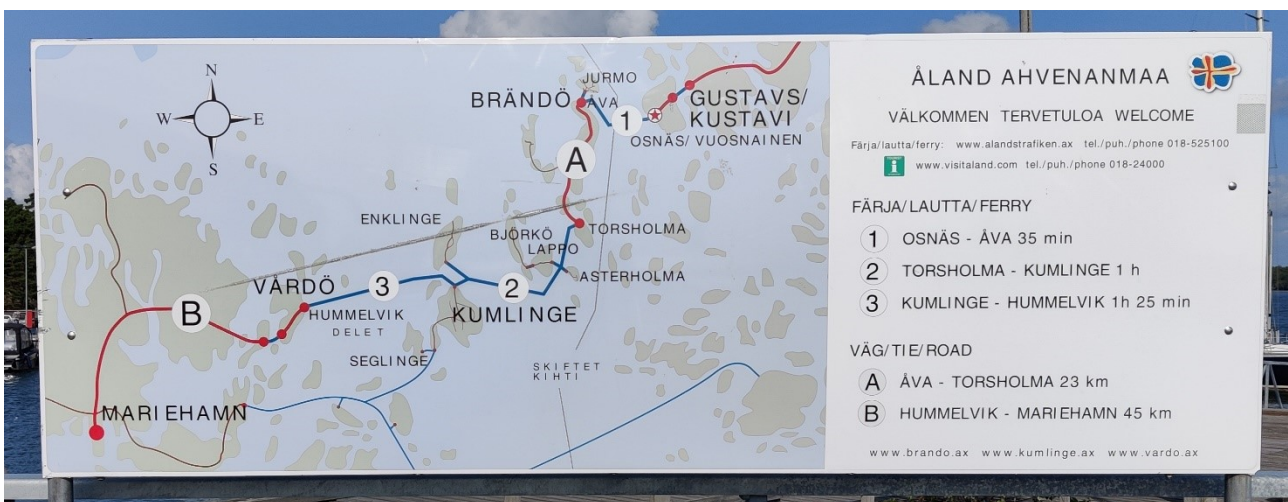 N
W E
S
JURMO
BRÄNDÖ
ÅVA
1
GUSTAVS/
KUSTAVI
OSNÄS/ VUOSNAINEN
A
ENKLINGE
TORSHOLMA
BJÖRKÖ
LAPPO
ASTERHOLMA
VÅRDÖ
3
2
B
HUMMELVIK
DELET
KUMLINGE
SEGLINGE
SKIFTET
KIHTI
MARIEHAMN
ÅLAND AHVENANMAA
VÄLKOMMEN TERVETULOA WELCOME
Färja/lautta/ferry: www.alandstrafiken.ax tel./puh./phone 018-525100
i www.visitaland.com tel./puh./phone 018-24000
FÄRJA/LAUTTA/FERRY
1 OSNÄS - ÅVA 35 min
2 TORSHOLMA - KUMLINGE 1 h
3 KUMLINGE - HUMMELVIK 1h 25 min
VÄG/TIE/ROAD
A ÅVA - TORSHOLMA 23 km
B HUMMELVIK - MARIEHAMN 45 km
www.brando.ax www.kumlinge.ax www.vardo.ax